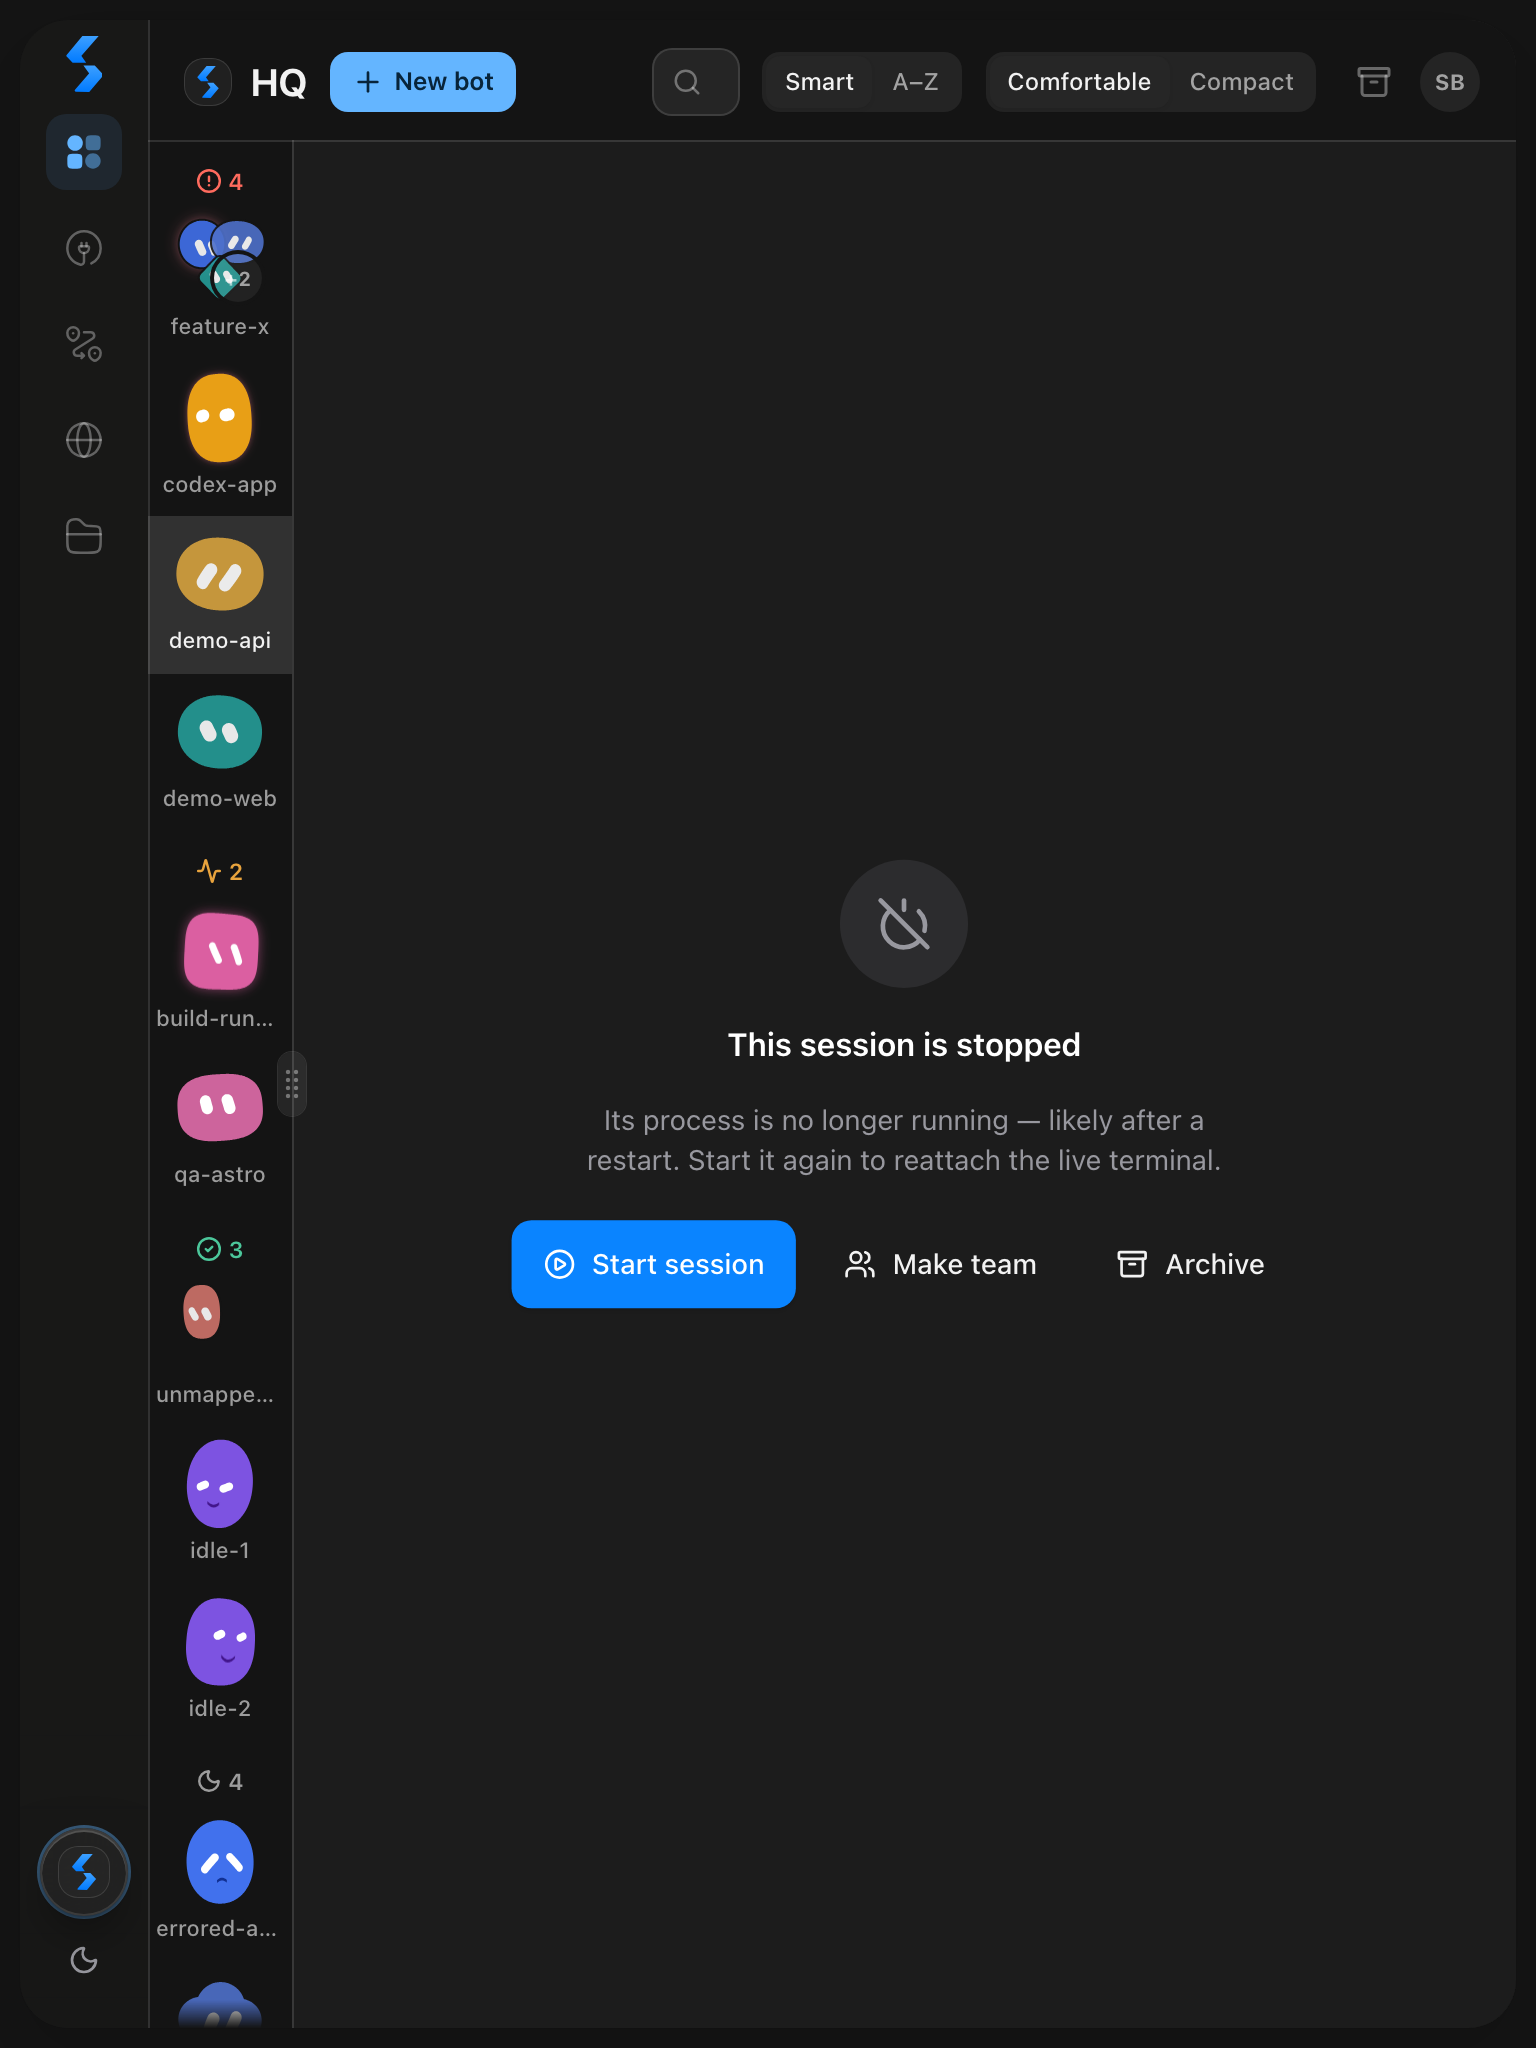 HQ
New bot
Smart
A–Z
Comfortable
Compact
SB
4
+2
feature-x
codex-app
demo-api
demo-web
2
build-run...
qa-astro
3
unmappe...
idle-1
idle-2
4
errored-a...
This session is stopped
Its process is no longer running — likely after a
restart. Start it again to reattach the live terminal.
Start session
Make team
Archive